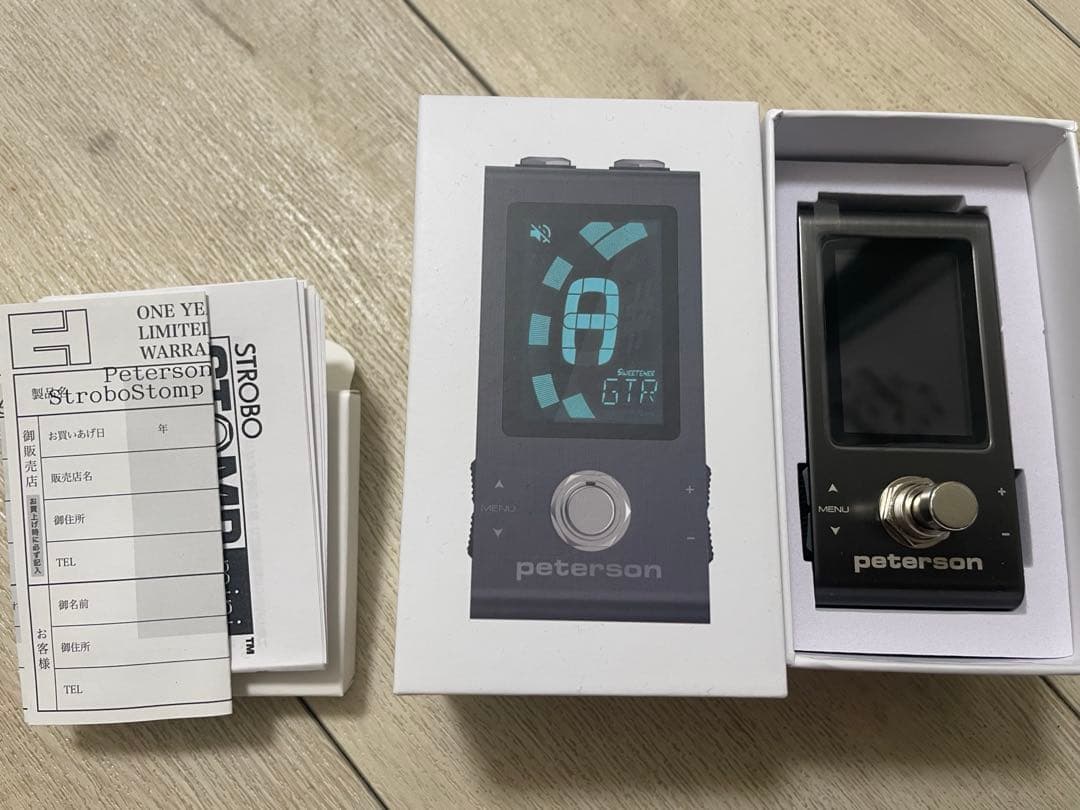 ONE YE
LIMITED
WARRA
Peterson
製品名 StroboStomp
御販売店
お買上げ時に必ず記入
お買いあげ日 年
販売店名
御住所
TEL
お客様
御名前
御住所
TEL
STROBO
STOMP
mini
TM
A
SWEETENER
GTR
MENU
+
−
peterson
MENU
+
−
peterson